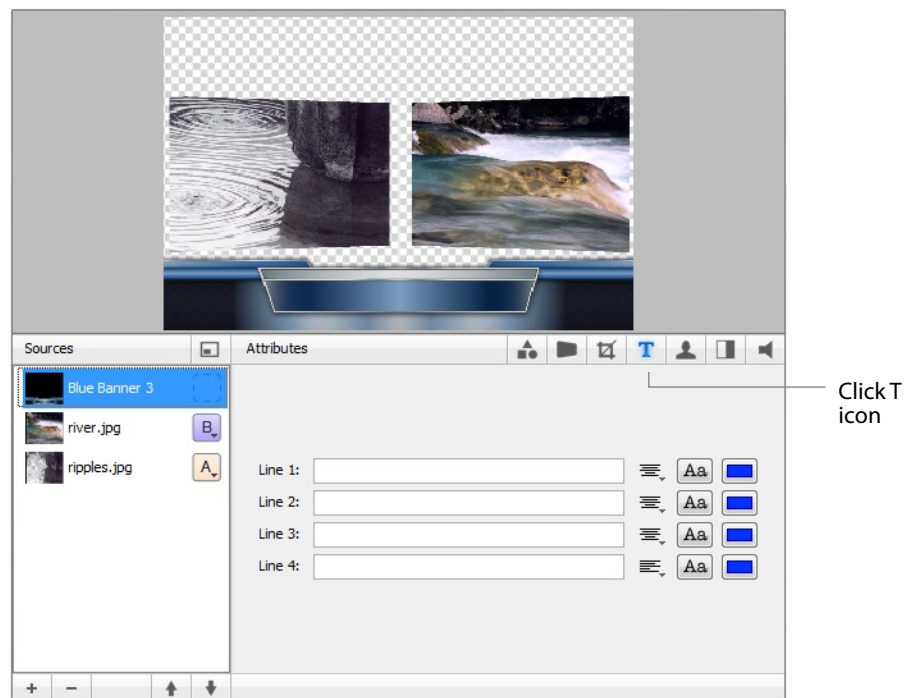 Sources
Attributes
T
Click T
icon
Blue Banner 3
river.jpg
B
ripples.jpg
A
Line 1:
Aa
Line 2:
Aa
Line 3:
Aa
Line 4:
Aa